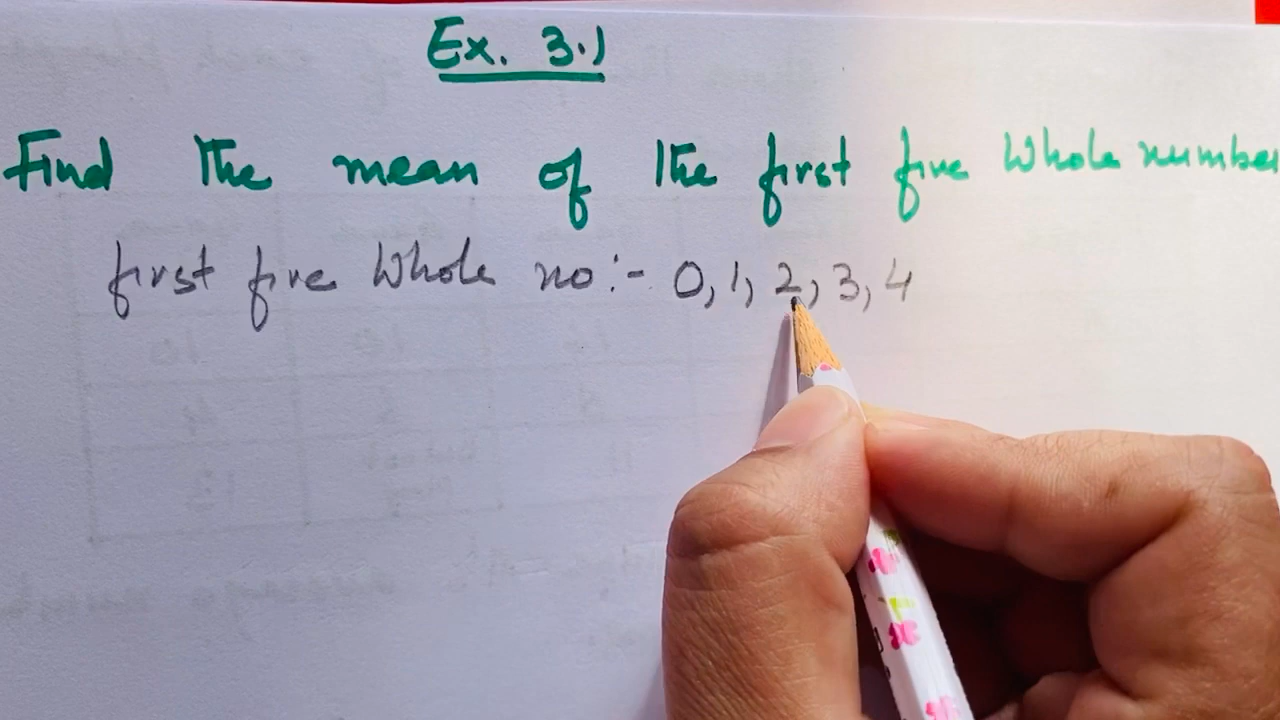 Ex. 3.1
Find the mean of the first five Whole number
first five Whole no :- 0, 1, 2, 3, 4